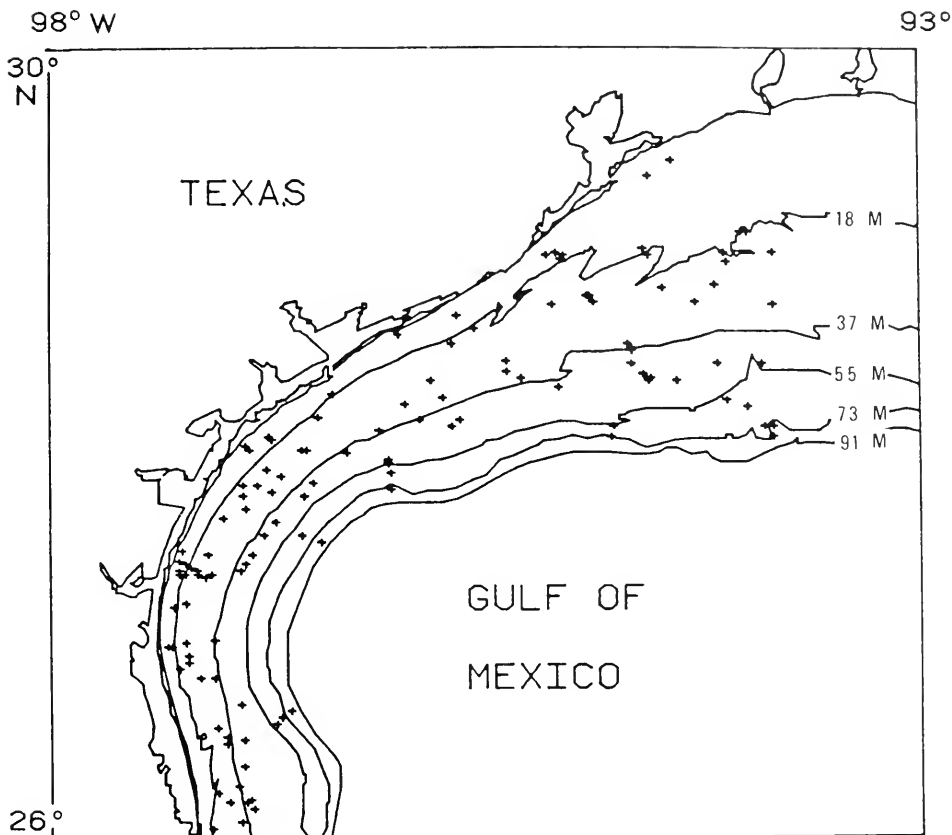 98° W
93°
30°
N
TEXAS
18 M
37 M
55 M
73 M
91 M
GULF OF
MEXICO
26°